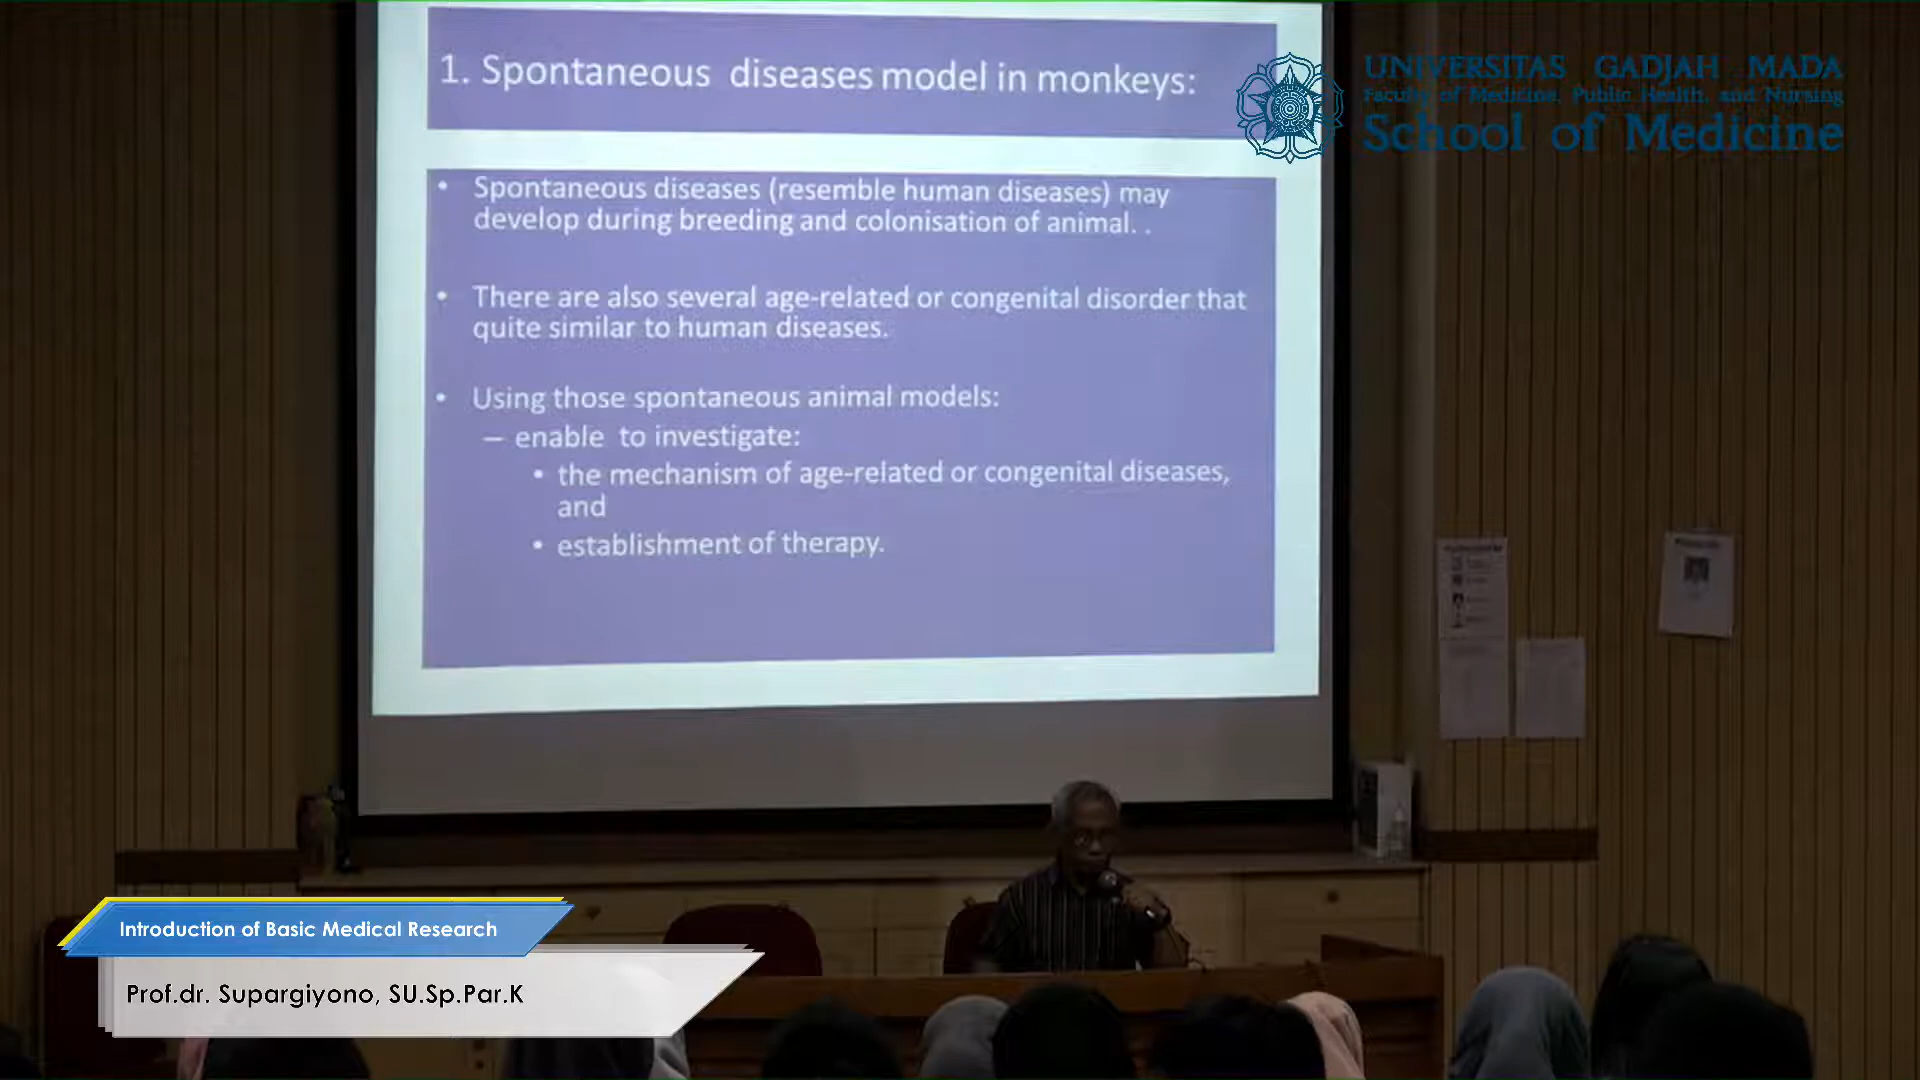 1. Spontaneous diseases model in monkeys:
• Spontaneous diseases (resemble human diseases) may
develop during breeding and colonisation of animal. .
• There are also several age-related or congenital disorder that
quite similar to human diseases.
• Using those spontaneous animal models:
– enable to investigate:
• the mechanism of age-related or congenital diseases,
and
• establishment of therapy.
UNIVERSITAS GADJAH MADA
Faculty of Medicine, Public Health, and Nursing
School of Medicine
Introduction of Basic Medical Research
Prof.dr. Supargiyono, SU.Sp.Par.K